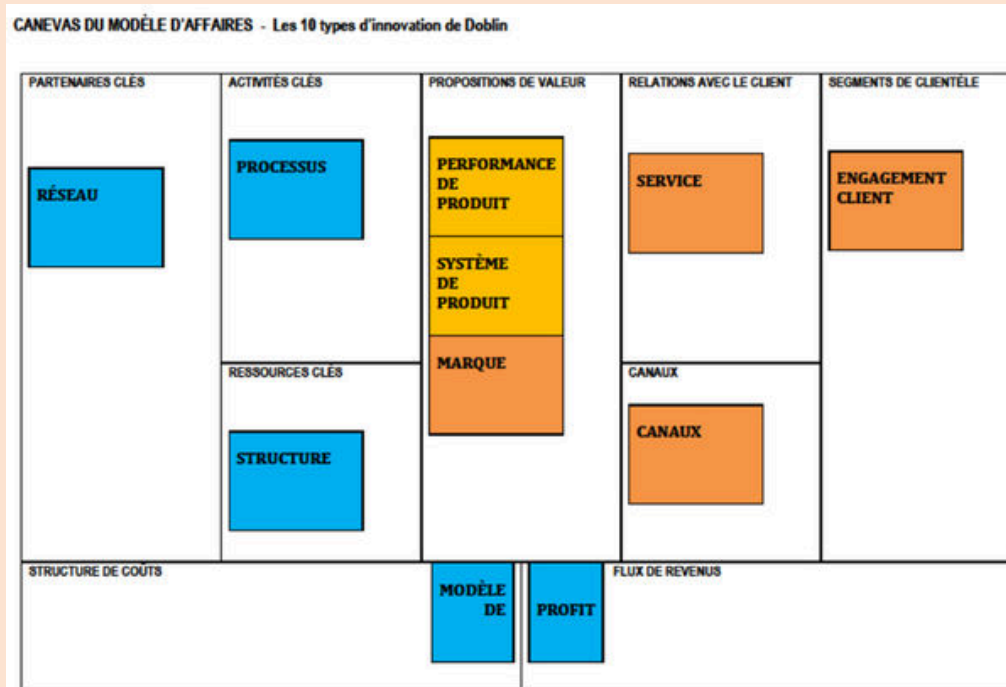 CANEVAS DU MODÈLE D'AFFAIRES - Les 10 types d'innovation de Doblin
PARTENAIRES CLÉS
RÉSEAU
ACTIVITÉS CLÉS
PROCESSUS
RESSOURCES CLÉS
STRUCTURE
PROPOSITIONS DE VALEUR
PERFORMANCE
DE
PRODUIT
SYSTÈME
DE
PRODUIT
MARQUE
RELATIONS AVEC LE CLIENT
SERVICE
CANAUX
CANAUX
SEGMENTS DE CLIENTÈLE
ENGAGEMENT
CLIENT
STRUCTURE DE COÛTS
MODÈLE
DE
PROFIT
FLUX DE REVENUS